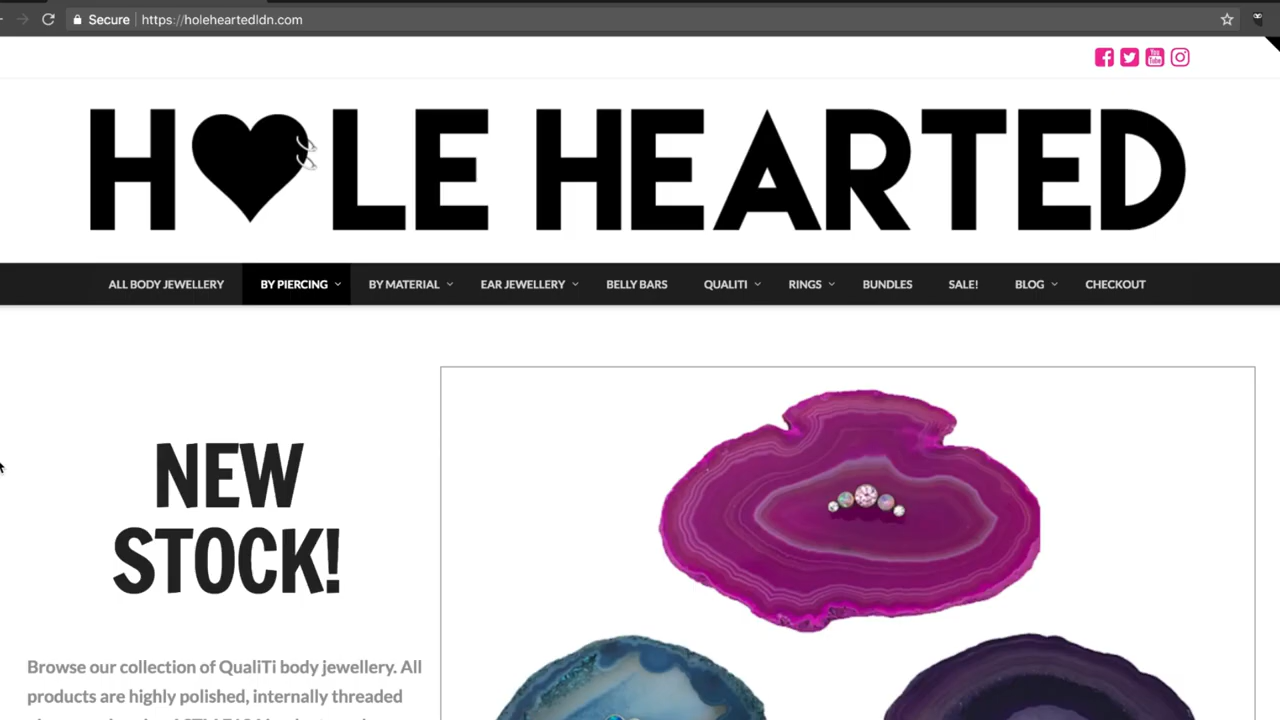 Secure https://holeheartedldn.com
You Tube
H LE HEARTED
ALL BODY JEWELLERY BY PIERCING BY MATERIAL EAR JEWELLERY BELLY BARS QUALITI RINGS BUNDLES SALE! BLOG CHECKOUT
NEW
STOCK!
Browse our collection of QualiTi body jewellery. All
products are highly polished, internally threaded